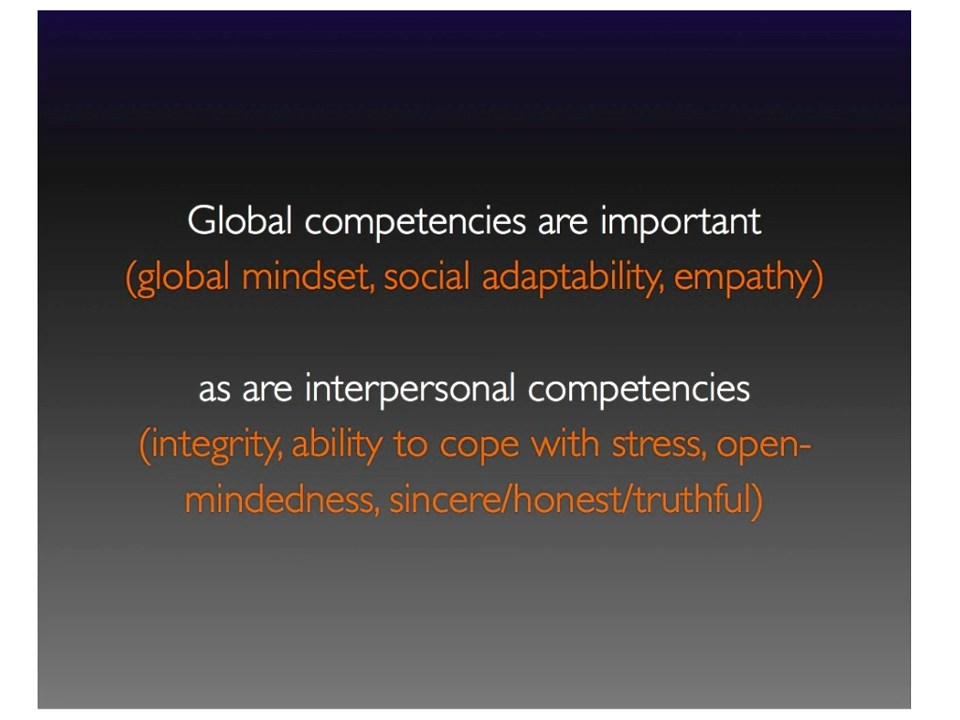 Global competencies are important
(global mindset, social adaptability, empathy)
as are interpersonal competencies
(integrity, ability to cope with stress, open-
mindedness, sincere/honest/truthful)